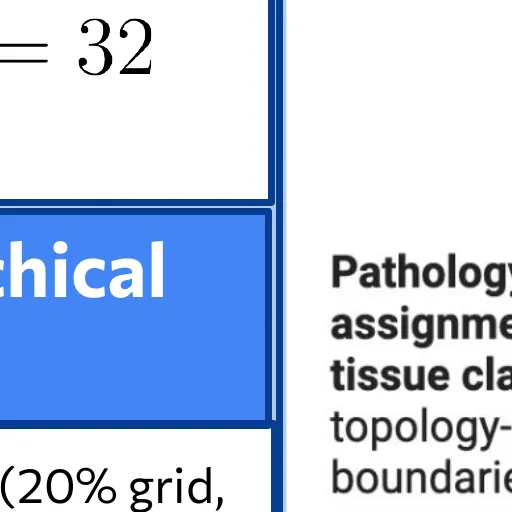 = 32
chical
(20% grid,
Pathology
assignme
tissue cla
topology-
boundarie